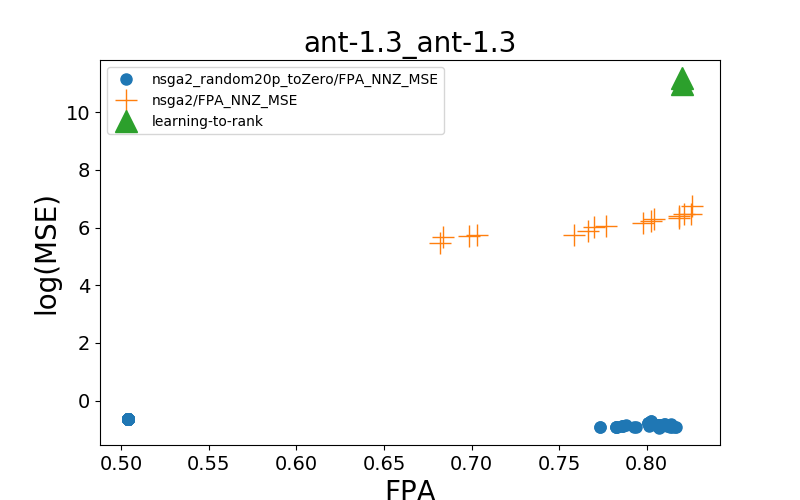 ant-1.3_ant-1.3
nsga2_random20p_toZero/FPA_NNZ_MSE
nsga2/FPA_NNZ_MSE
learning-to-rank
log(MSE)
10
8
6
4
2
0
0.50 0.55 0.60 0.65 0.70 0.75 0.80
FPA